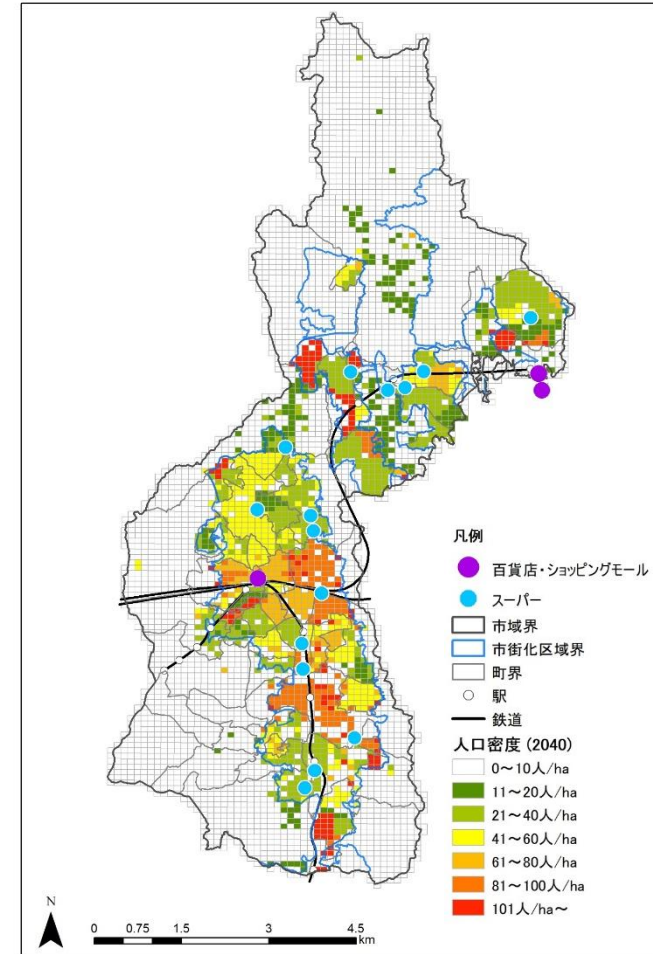 凡例
百貨店・ショッピングモール
スーパー
市域界
市街化区域界
町界
駅
鉄道
人口密度 (2040)
0～10人/ha
11～20人/ha
21～40人/ha
41～60人/ha
61～80人/ha
81～100人/ha
101人/ha～
N
0 0.75 1.5 3 4.5
km